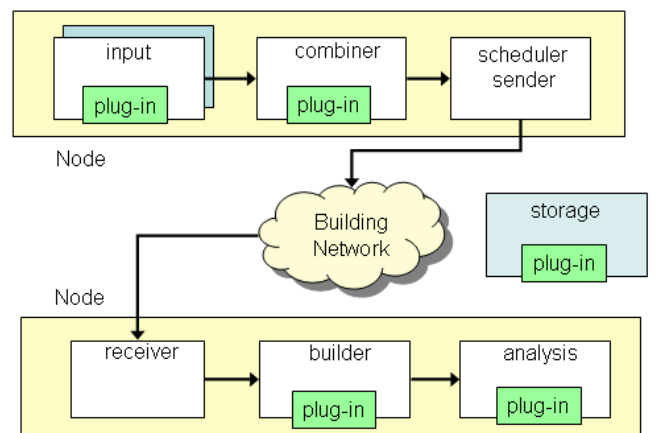 input
plug-in
combiner
plug-in
scheduler
sender
Node
Building
Network
storage
plug-in
Node
receiver
builder
plug-in
analysis
plug-in